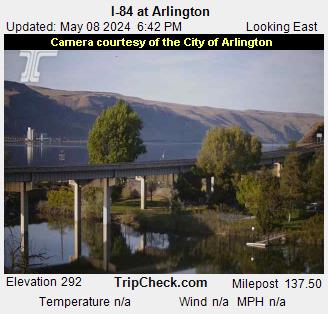 I-84 at Arlington
Updated: May 08 2024 6:42 PM Looking East
Camera courtesy of the City of Arlington
Elevation 292 TripCheck.com Milepost 137.50
Temperature n/a Wind n/a MPH n/a